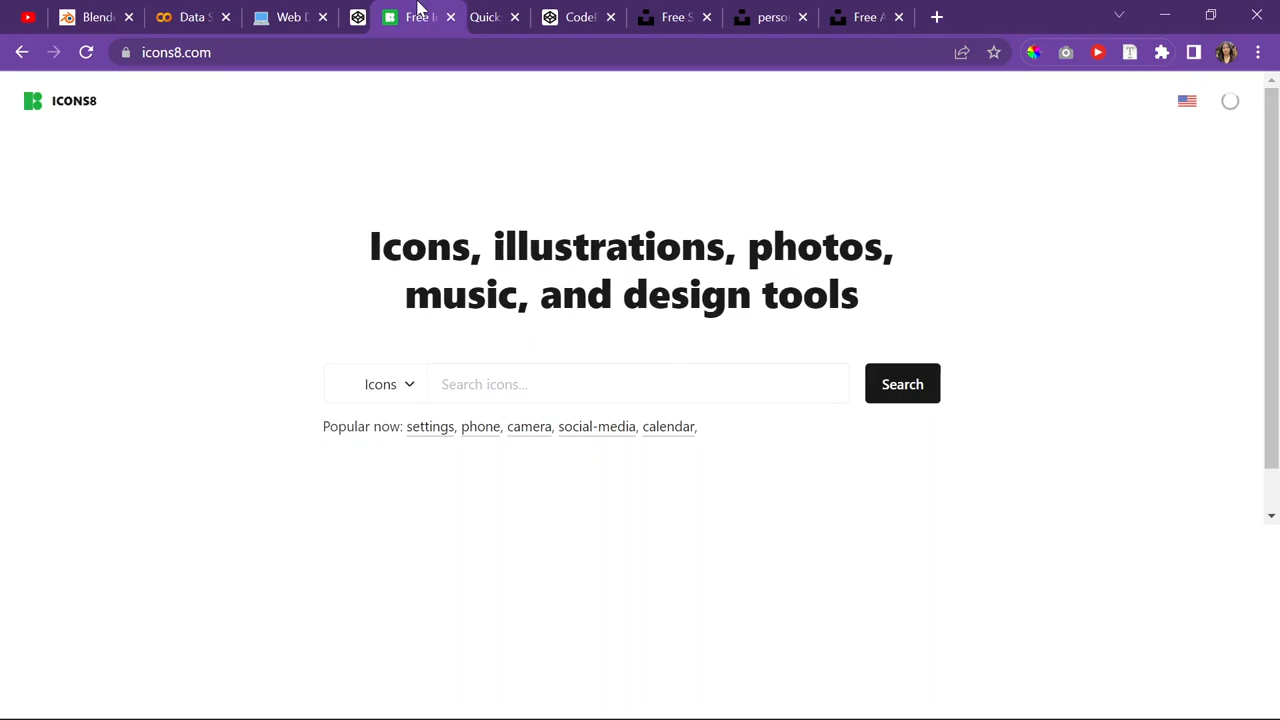 Blend
Data S
Web D
Free I
Quick
CodeP
Free S
perso
Free A
icons8.com
ICONS8
Icons, illustrations, photos,
music, and design tools
Icons
Search icons...
Search
Popular now: settings, phone, camera, social-media, calendar,